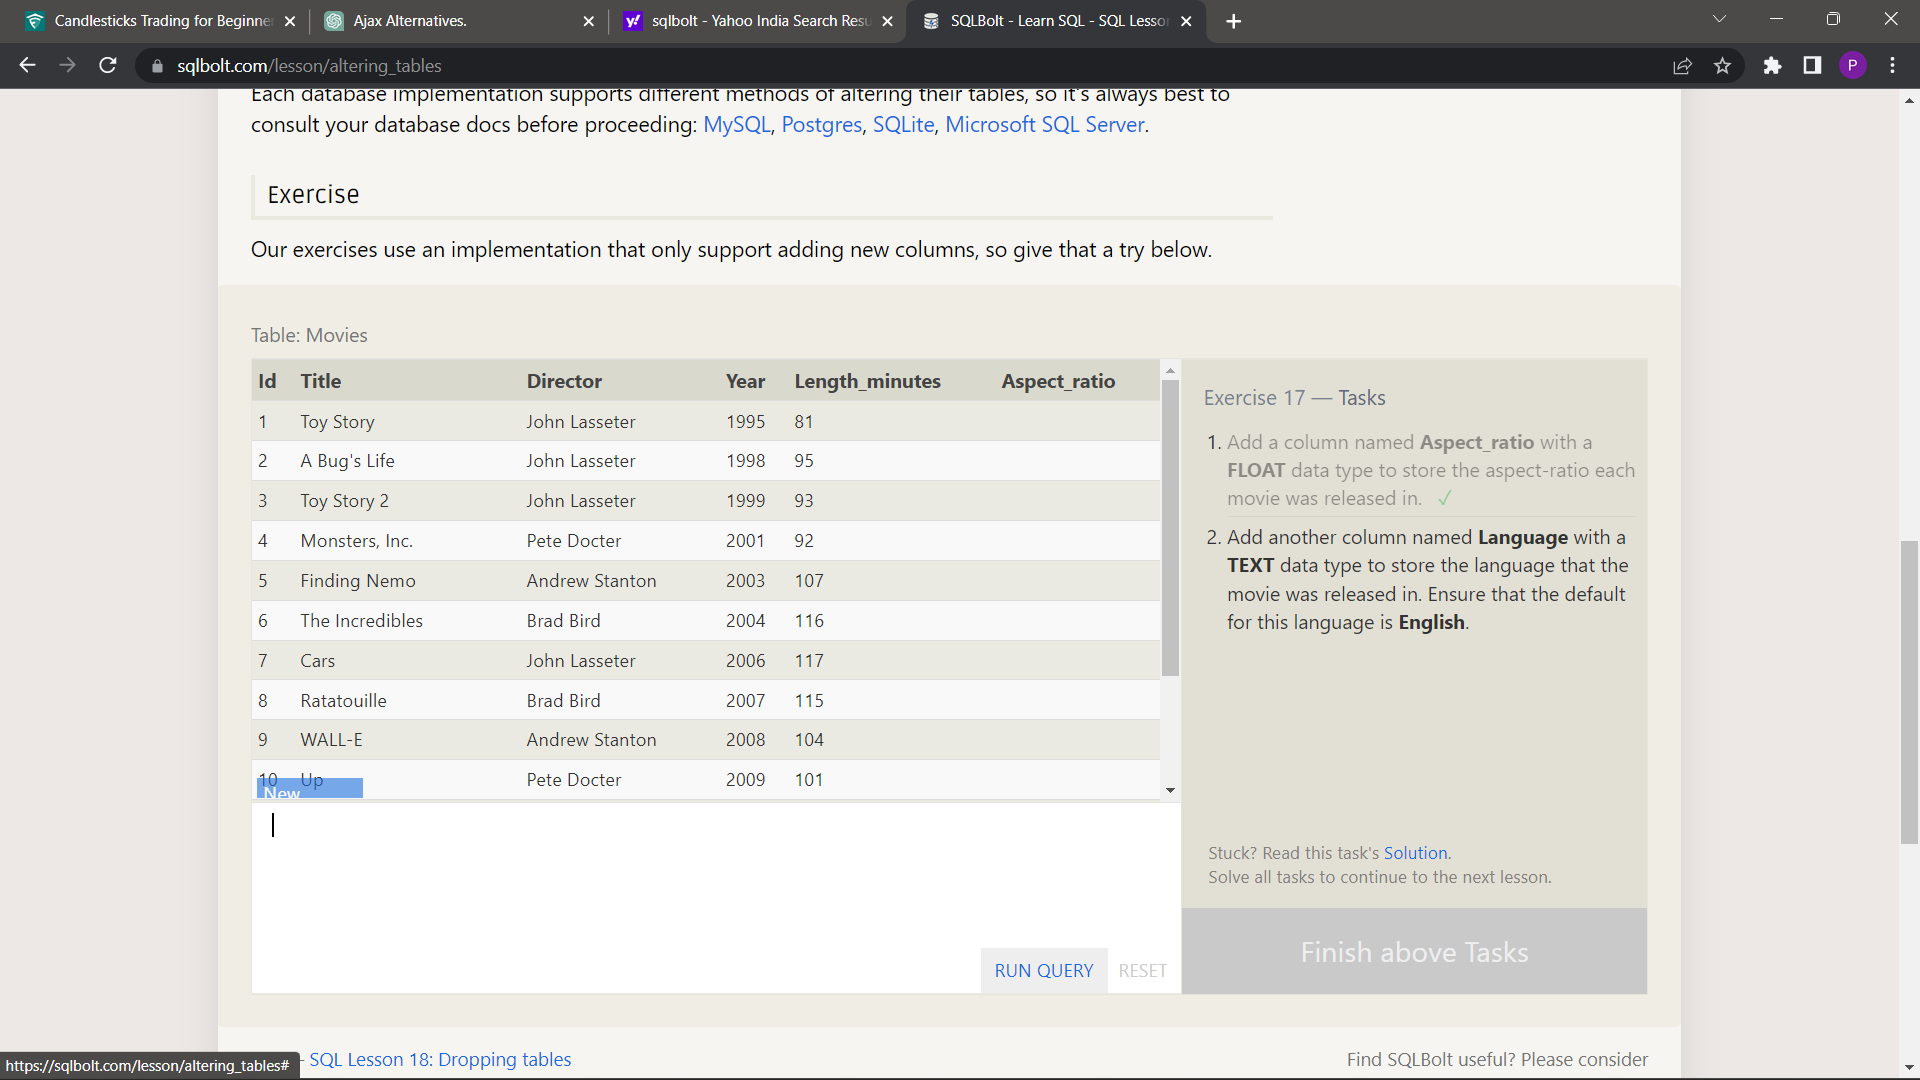 Candlesticks Trading for Beginner
Ajax Alternatives.
sqlbolt - Yahoo India Search Resu
SQLBolt - Learn SQL - SQL Lesson
sqlbolt.com/lesson/altering_tables
P
Each database implementation supports different methods of altering their tables, so it's always best to
consult your database docs before proceeding: MySQL, Postgres, SQLite, Microsoft SQL Server.
Exercise
Our exercises use an implementation that only support adding new columns, so give that a try below.
Table: Movies
Id Title Director Year Length_minutes Aspect_ratio
1 Toy Story John Lasseter 1995 81
2 A Bug's Life John Lasseter 1998 95
3 Toy Story 2 John Lasseter 1999 93
4 Monsters, Inc. Pete Docter 2001 92
5 Finding Nemo Andrew Stanton 2003 107
6 The Incredibles Brad Bird 2004 116
7 Cars John Lasseter 2006 117
8 Ratatouille Brad Bird 2007 115
9 WALL-E Andrew Stanton 2008 104
10 Up Pete Docter 2009 101
New
RUN QUERY RESET
Exercise 17 — Tasks
1. Add a column named Aspect_ratio with a
FLOAT data type to store the aspect-ratio each
movie was released in. ✓
2. Add another column named Language with a
TEXT data type to store the language that the
movie was released in. Ensure that the default
for this language is English.
Stuck? Read this task's Solution.
Solve all tasks to continue to the next lesson.
Finish above Tasks
https://sqlbolt.com/lesson/altering_tables#
- SQL Lesson 18: Dropping tables
Find SQLBolt useful? Please consider